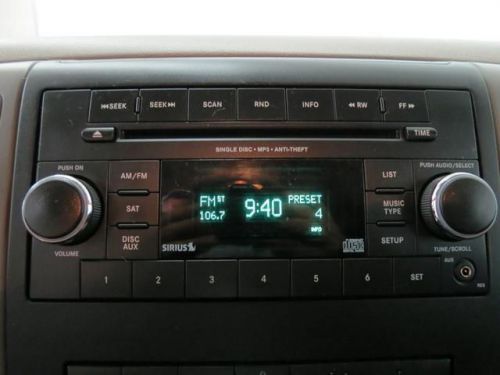 SEEK SEEK SCAN RND INFO RW FF
TIME
SINGLE DISC • MP3 • ANTI-THEFT
PUSH ON PUSH AUDIO/SELECT
AM/FM LIST
SAT MUSIC TYPE
DISC AUX SETUP
FM ST 9:40 PRESET
106.7 4
INFO
SIRIUS
VOLUME TUNE/SCROLL
1 2 3 4 5 6 SET
AUX